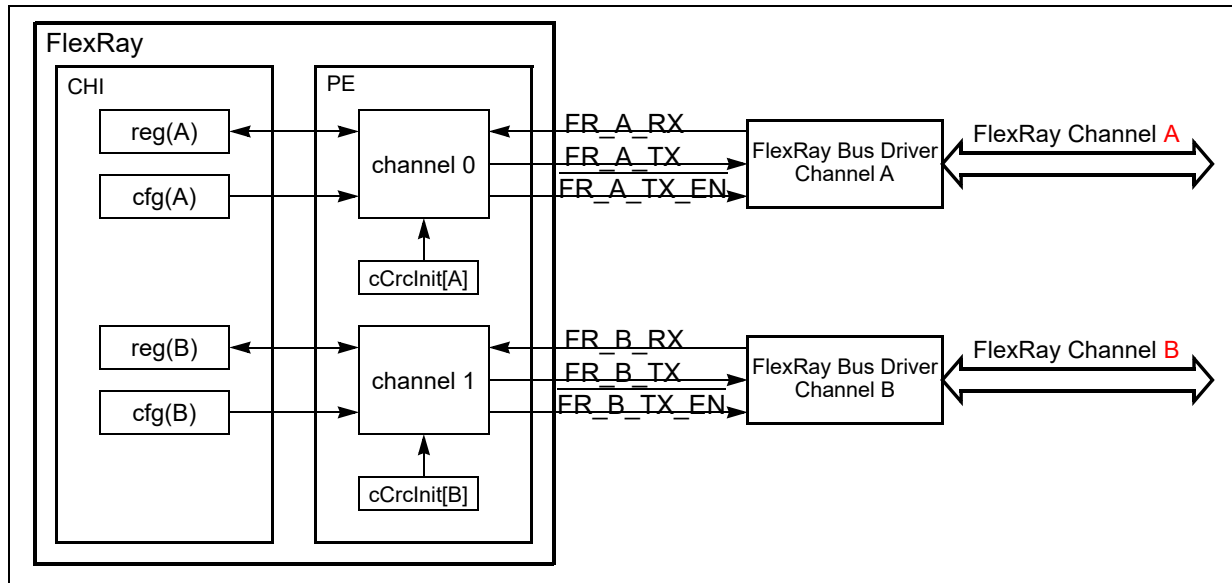 FlexRay
CHI
PE
reg(A)
cfg(A)
channel 0
cCrcInit[A]
FR_A_RX
FR_A_TX
FR_A_TX_EN
FlexRay Bus Driver
Channel A
FlexRay Channel A
reg(B)
cfg(B)
channel 1
cCrcInit[B]
FR_B_RX
FR_B_TX
FR_B_TX_EN
FlexRay Bus Driver
Channel B
FlexRay Channel B